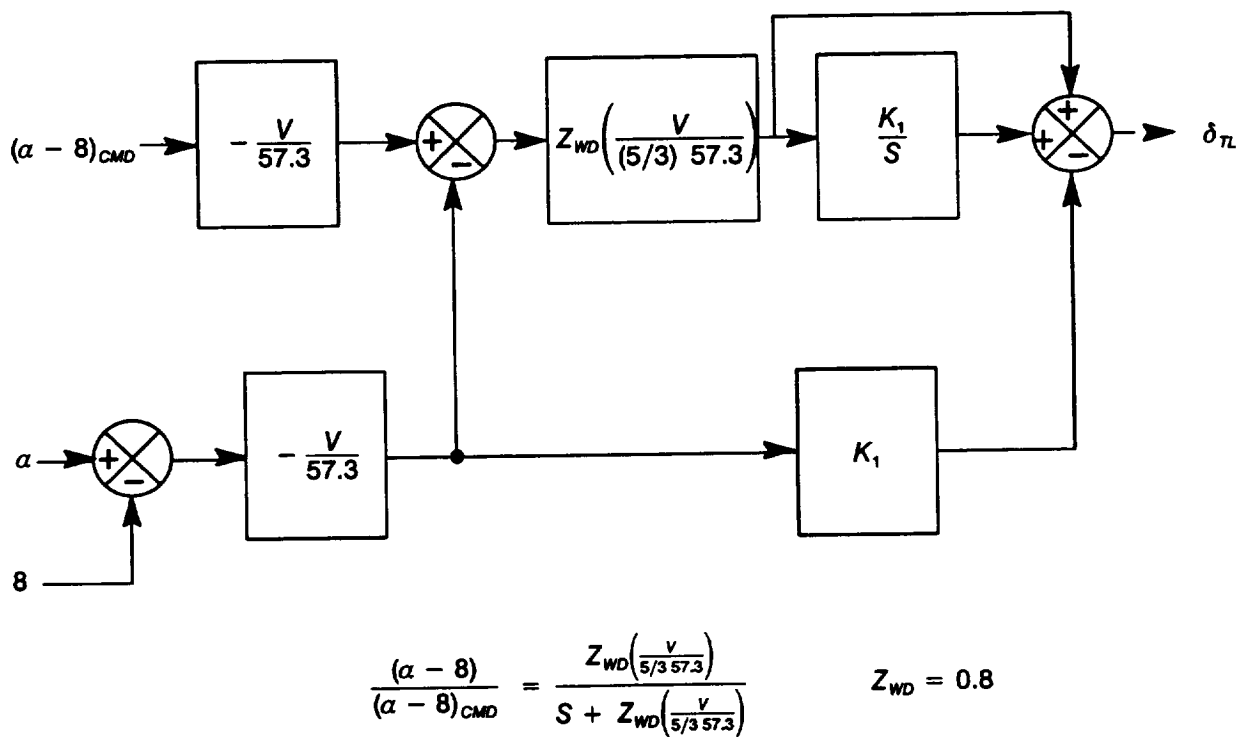 (α − 8)CMD
− V / 57.3
+
−
ZWD( V / (5/3) 57.3 )
K1 / S
+
+
−
δTL
α
+
−
8
− V / 57.3
K1
(α − 8) / (α − 8)CMD = ZWD( V / 5/3 57.3 ) / S + ZWD( V / 5/3 57.3 )
ZWD = 0.8